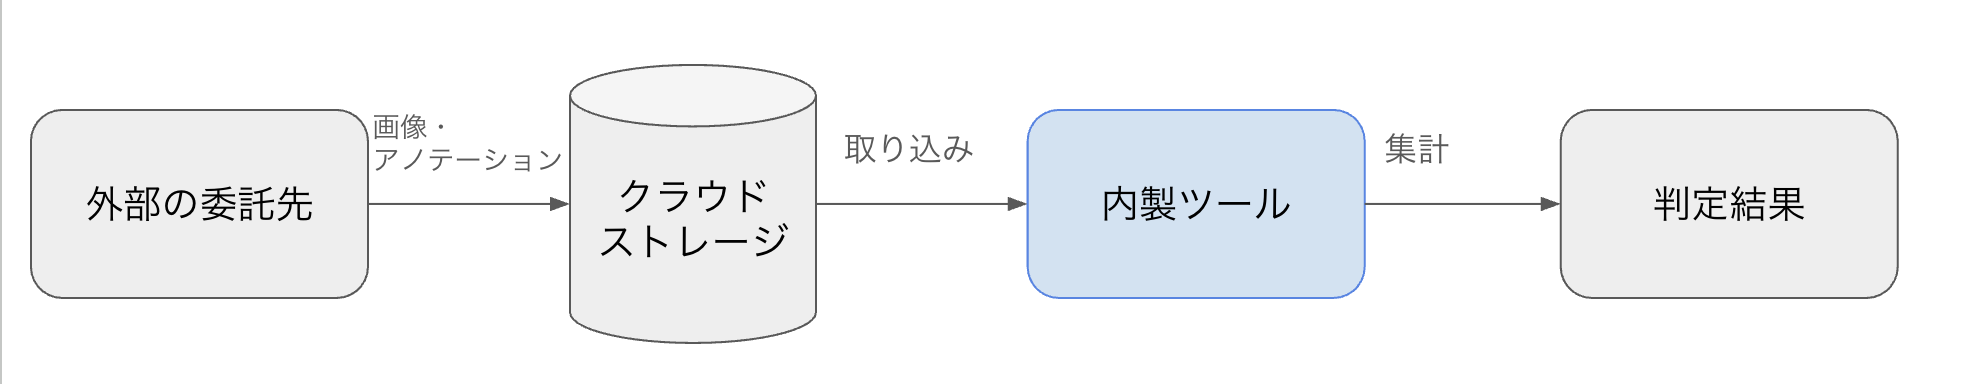 外部の委託先
画像・
アノテーション
クラウド
ストレージ
取り込み
内製ツール
集計
判定結果